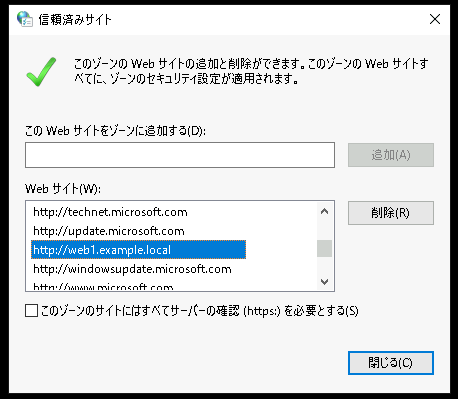 信頼済みサイト
このゾーンの Web サイトの追加と削除ができます。このゾーンの Web サイトす
べてに、ゾーンのセキュリティ設定が適用されます。
この Web サイトをゾーンに追加する(D):
追加(A)
Web サイト(W):
http://technet.microsoft.com
削除(R)
http://update.microsoft.com
http://web1.example.local
http://windowsupdate.microsoft.com
http://www.microsoft.com
このゾーンのサイトにはすべてサーバーの確認 (https:) を必要とする(S)
閉じる(C)